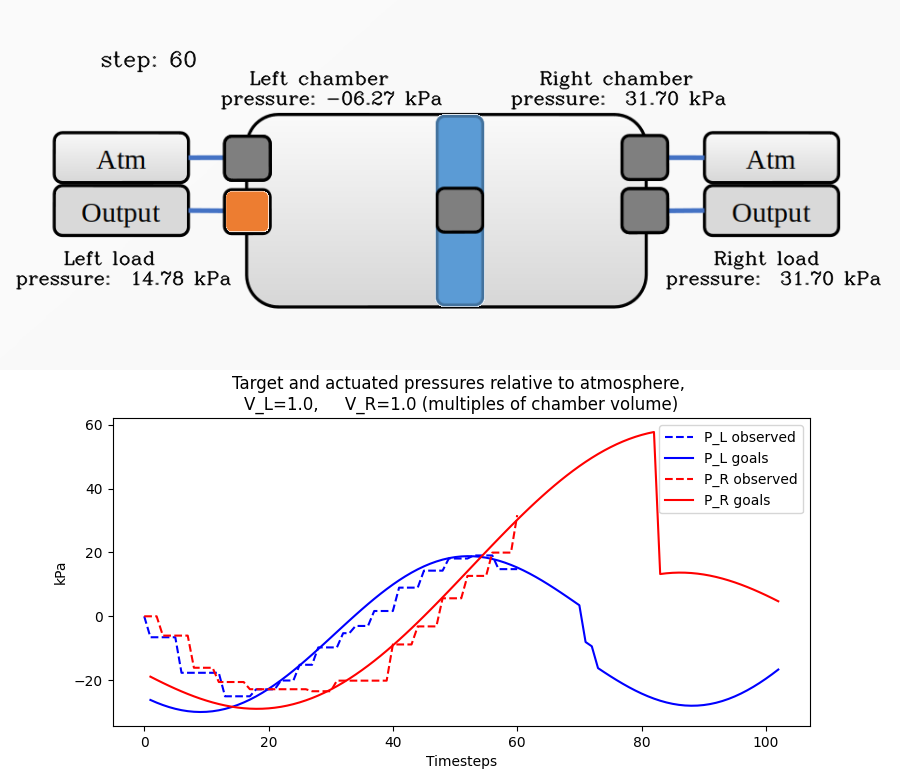 step: 60
Left chamber
pressure: −06.27 kPa
Right chamber
pressure: 31.70 kPa
Atm
Output
Atm
Output
Left load
pressure: 14.78 kPa
Right load
pressure: 31.70 kPa
Target and actuated pressures relative to atmosphere,
V_L=1.0, V_R=1.0 (multiples of chamber volume)
P_L observed
P_L goals
P_R observed
P_R goals
60
40
20
0
−20
kPa
0 20 40 60 80 100
Timesteps